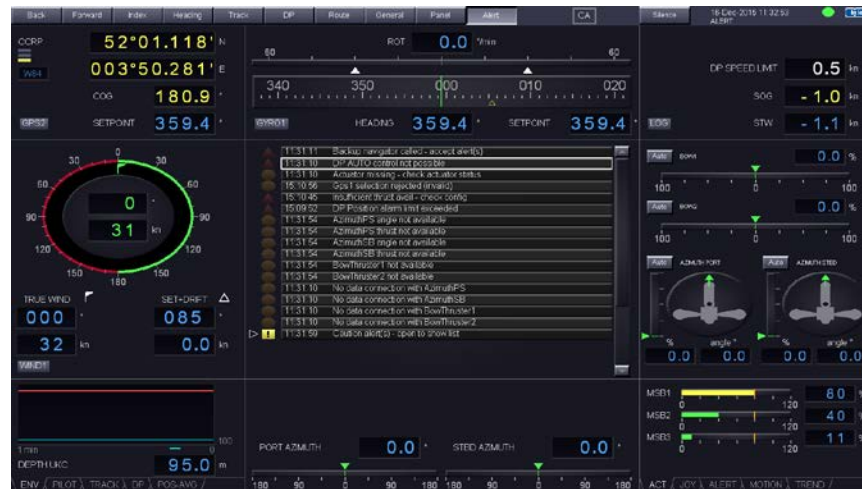 Back Forward Index Heading Track DP Route General Panel Alert CA Silence 16-Dec-2015 11:32:53
ALERT
CCRP 52°01.118' N
W84 003°50.281' E
COG 180.9 °
GPS2 SETPOINT 359.4 °
ROT 0.0 °/min
60 60
340 350 000 010 020
GYRO1 HEADING 359.4 ° SETPOINT 359.4 °
DP SPEED LIMIT 0.5 kn
SOG - 1.0 kn
LOG STW - 1.1 kn
0
30 30
60 60
90 90
120 120
150 150
180
0 °
31 kn
TRUE WIND SET+DRIFT
000 ° 085 °
32 kn 0.0 kn
WIND1
11:31:11 Backup navigator called - accept alert(s)
11:31:10 DP AUTO control not possible
11:31:10 Actuator missing - check actuator status
15:10:56 Gps1 selection rejected (invalid)
15:10:45 Insufficient thrust avail - check config
15:09:52 DP Position alarm limit exceeded
11:31:54 AzimuthPS angle not available
11:31:54 AzimuthPS thrust not available
11:31:54 AzimuthSB angle not available
11:31:54 AzimuthSB thrust not available
11:31:54 BowThruster1 not available
11:31:54 BowThruster2 not available
11:31:10 No data connection with AzimuthPS
11:31:10 No data connection with AzimuthSB
11:31:10 No data connection with BowThruster1
11:31:10 No data connection with BowThruster2
11:31:59 Caution alert(s) - open to show list
Auto BOW1 0.0 %
100 0 100
Auto BOW2 0.0 %
100 0 100
Auto AZIMUTH PORT Auto AZIMUTH STBD
% angle ° % angle °
0.0 0.0 0.0 0.0
MSB1 80 %
0 120
MSB2 40 %
0 120
MSB3 11 %
0 120
1 min 0 100
DEPTH UKC 95.0 m
PORT AZIMUTH 0.0 ° STBD AZIMUTH 0.0 °
180 90 0 90 180 180 90 0 90 180
ENV / PILOT \ TRACK \ DP \ POS-AVG /
ACT / JOY \ ALERT \ MOTION \ TREND /